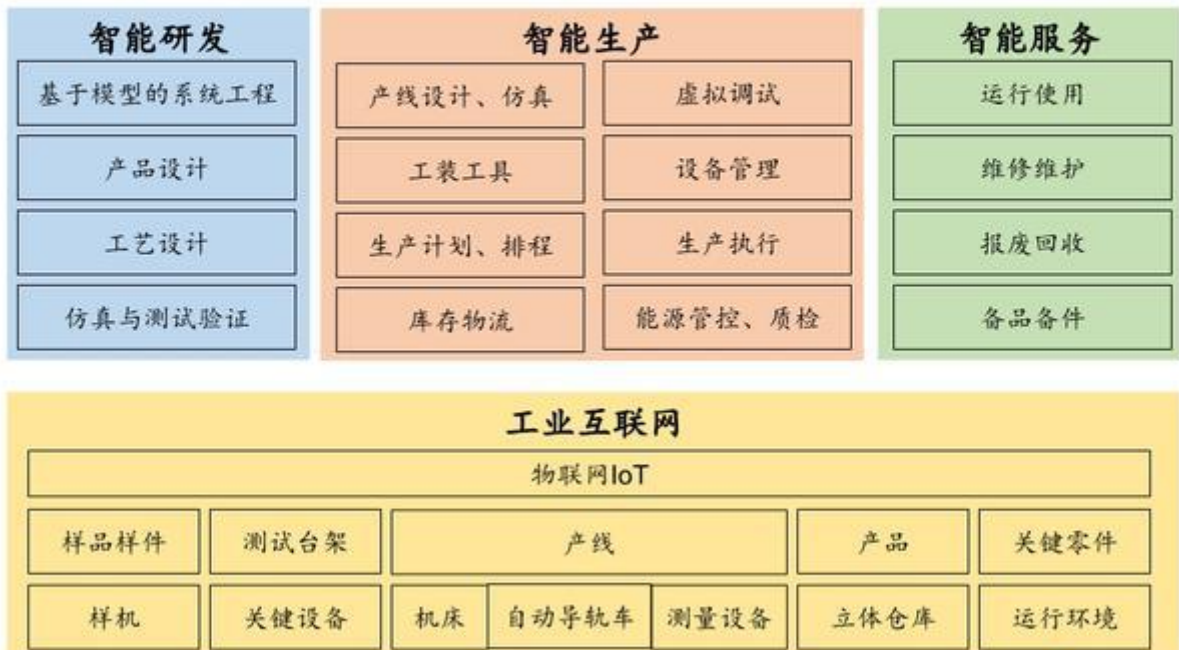 智能研发
基于模型的系统工程
产品设计
工艺设计
仿真与测试验证
智能生产
产线设计、仿真
虚拟调试
工装工具
设备管理
生产计划、排程
生产执行
库存物流
能源管控、质检
智能服务
运行使用
维修维护
报废回收
备品备件
工业互联网
物联网IoT
样品样件
测试台架
产线
产品
关键零件
样机
关键设备
机床
自动导轨车
测量设备
立体仓库
运行环境